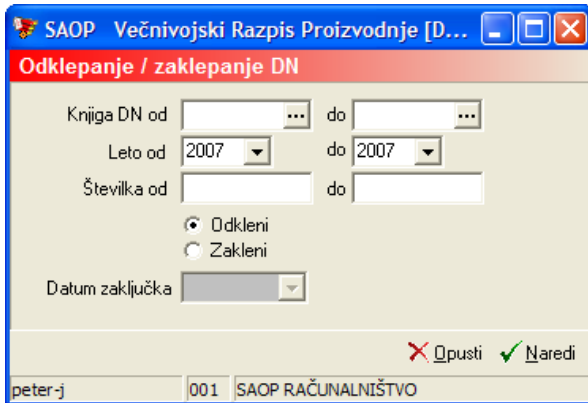 SAOP Večnivojski Razpis Proizvodnje [D...
Odklepanje / zaklepanje DN
Knjiga DN od ... do ...
Leto od 2007 do 2007
Številka od do
Odkleni
Zakleni
Datum zaključka
Opusti Naredi
peter-j 001 SAOP RAČUNALNIŠTVO